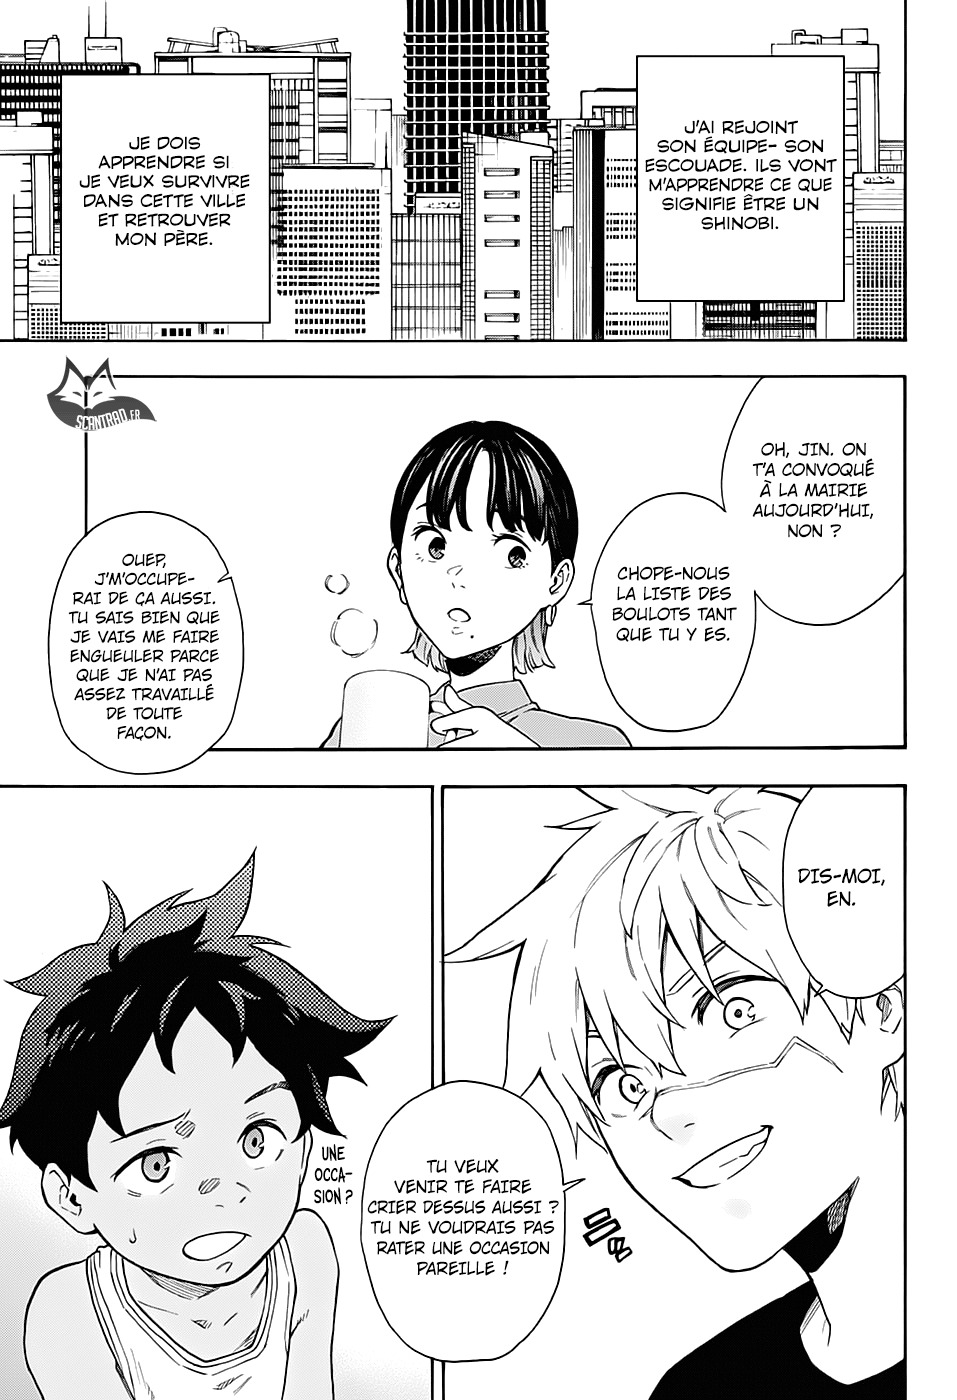 J'AI REJOINT
SON ÉQUIPE- SON
ESCOUADE. ILS VONT
M'APPRENDRE CE QUE
SIGNIFIE ÊTRE UN
SHINOBI.
JE DOIS
APPRENDRE SI
JE VEUX SURVIVRE
DANS CETTE VILLE
ET RETROUVER
MON PÈRE.
SCANTRAD.FR
OH, JIN. ON
T'A CONVOQUÉ
À LA MAIRIE
AUJOURD'HUI,
NON ?
CHOPE-NOUS
LA LISTE DES
BOULOTS TANT
QUE TU Y ES.
OUEP,
J'M'OCCUPE-
RAI DE ÇA AUSSI.
TU SAIS BIEN QUE
JE VAIS ME FAIRE
ENGUEULER PARCE
QUE JE N'AI PAS
ASSEZ TRAVAILLÉ
DE TOUTE
FAÇON.
DIS-MOI,
EN.
TU VEUX
VENIR TE FAIRE
CRIER DESSUS AUSSI ?
TU NE VOUDRAIS PAS
RATER UNE OCCASION
PAREILLE !
UNE
OCCA-
SION ?